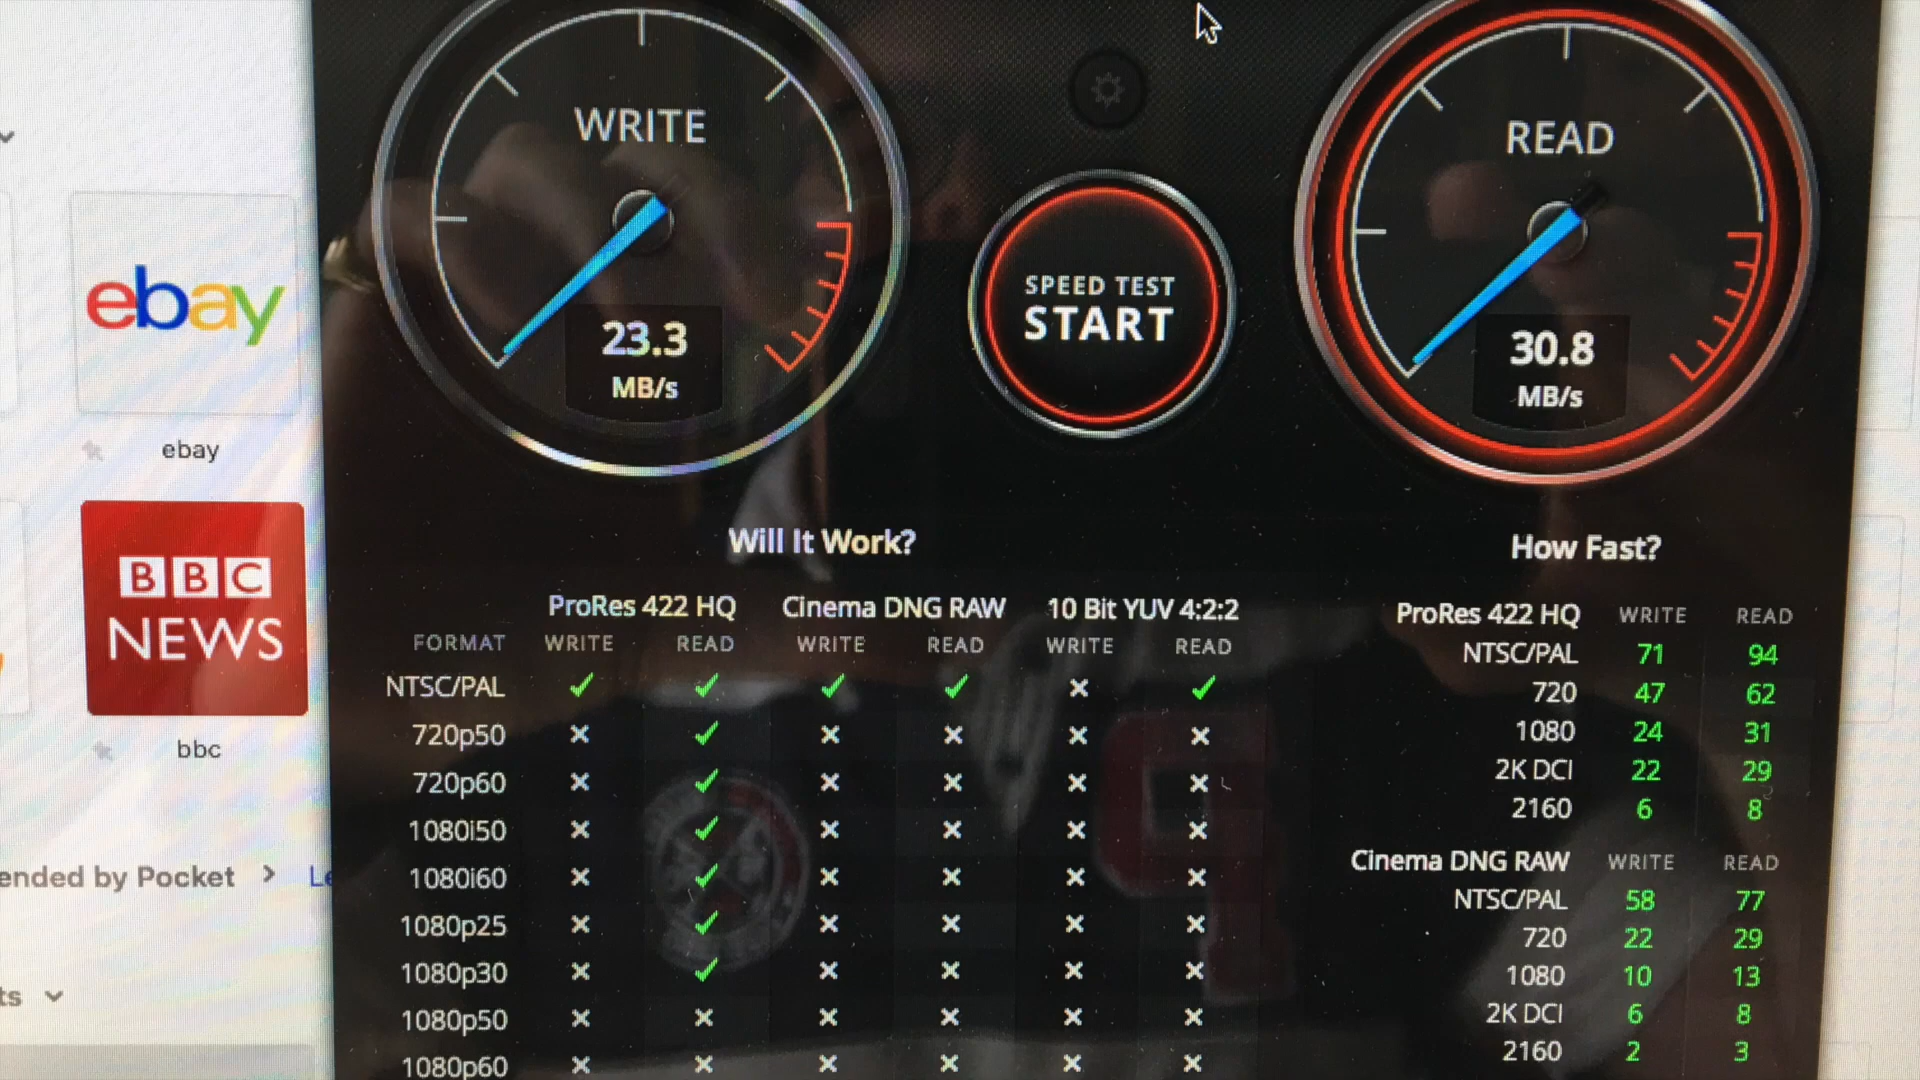 WRITE
23.3
MB/s
SPEED TEST
START
READ
30.8
MB/s
ebay
ebay
BBC
NEWS
bbc
ended by Pocket
ts
Will It Work?
ProRes 422 HQ Cinema DNG RAW 10 Bit YUV 4:2:2
FORMAT WRITE READ WRITE READ WRITE READ
NTSC/PAL ✓ ✓ ✓ ✓ × ✓
720p50 × ✓ × × × ×
720p60 × ✓ × × × ×
1080i50 × ✓ × × × ×
1080i60 × ✓ × × × ×
1080p25 × ✓ × × × ×
1080p30 × ✓ × × × ×
1080p50 × × × × × ×
1080p60 × × × × × ×
How Fast?
ProRes 422 HQ WRITE READ
NTSC/PAL 71 94
720 47 62
1080 24 31
2K DCI 22 29
2160 6 8
Cinema DNG RAW WRITE READ
NTSC/PAL 58 77
720 22 29
1080 10 13
2K DCI 6 8
2160 2 3